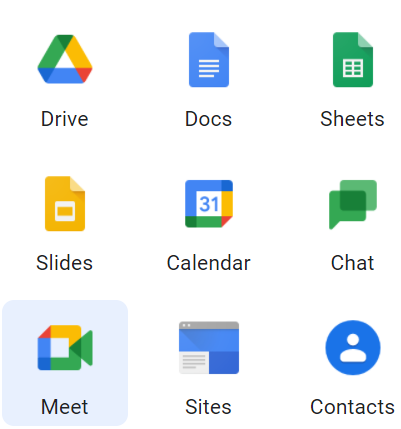 Drive Docs Sheets
31
Slides Calendar Chat
Meet Sites Contacts